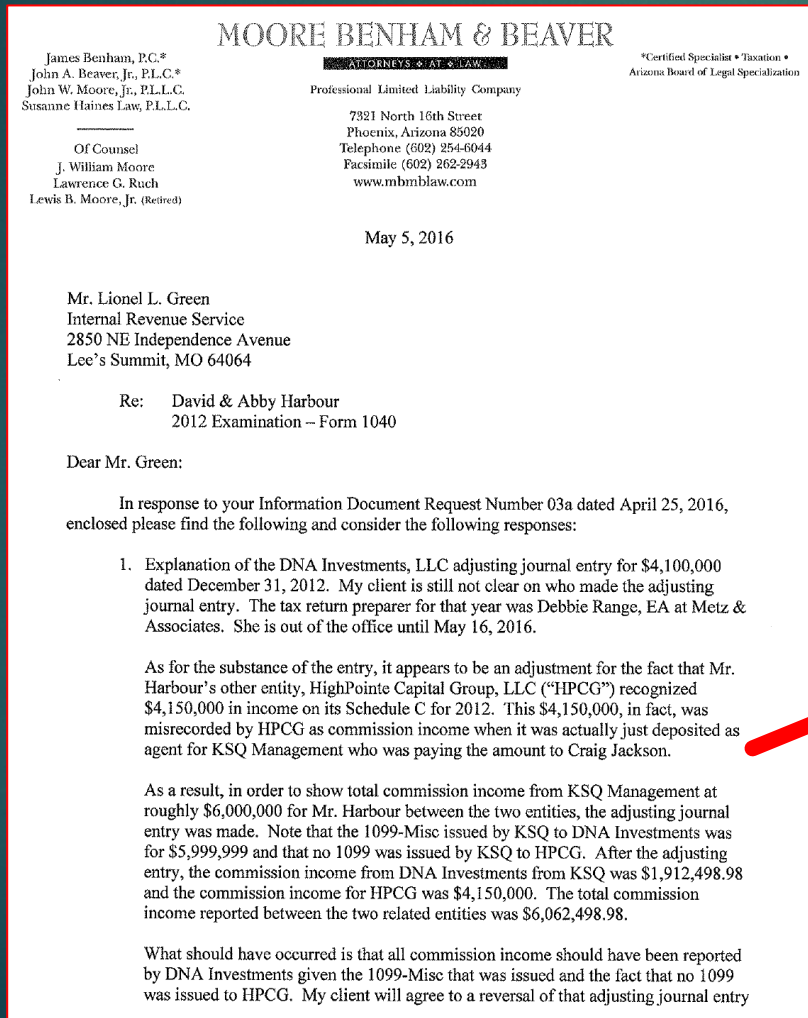 MOORE BENHAM & BEAVER
ATTORNEYS AT LAW
Professional Limited Liability Company
7321 North 16th Street
Phoenix, Arizona 85020
Telephone (602) 254-6044
Facsimile (602) 262-2943
www.mbmblaw.com
James Benham, P.C.*
John A. Beaver, Jr., P.L.C.*
John W. Moore, Jr., P.L.L.C.
Susanne Haines Law, P.L.L.C.
Of Counsel
J. William Moore
Lawrence G. Ruch
Lewis B. Moore, Jr. (Retired)
*Certified Specialist • Taxation •
Arizona Board of Legal Specialization
May 5, 2016
Mr. Lionel L. Green
Internal Revenue Service
2850 NE Independence Avenue
Lee's Summit, MO 64064
Re: David & Abby Harbour
2012 Examination – Form 1040
Dear Mr. Green:
In response to your Information Document Request Number 03a dated April 25, 2016,
enclosed please find the following and consider the following responses:
1. Explanation of the DNA Investments, LLC adjusting journal entry for $4,100,000
dated December 31, 2012. My client is still not clear on who made the adjusting
journal entry. The tax return preparer for that year was Debbie Range, EA at Metz &
Associates. She is out of the office until May 16, 2016.
As for the substance of the entry, it appears to be an adjustment for the fact that Mr.
Harbour's other entity, HighPointe Capital Group, LLC ("HPCG") recognized
$4,150,000 in income on its Schedule C for 2012. This $4,150,000, in fact, was
misrecorded by HPCG as commission income when it was actually just deposited as
agent for KSQ Management who was paying the amount to Craig Jackson.
As a result, in order to show total commission income from KSQ Management at
roughly $6,000,000 for Mr. Harbour between the two entities, the adjusting journal
entry was made. Note that the 1099-Misc issued by KSQ to DNA Investments was
for $5,999,999 and that no 1099 was issued by KSQ to HPCG. After the adjusting
entry, the commission income from DNA Investments from KSQ was $1,912,498.98
and the commission income for HPCG was $4,150,000. The total commission
income reported between the two related entities was $6,062,498.98.
What should have occurred is that all commission income should have been reported
by DNA Investments given the 1099-Misc that was issued and the fact that no 1099
was issued to HPCG. My client will agree to a reversal of that adjusting journal entry